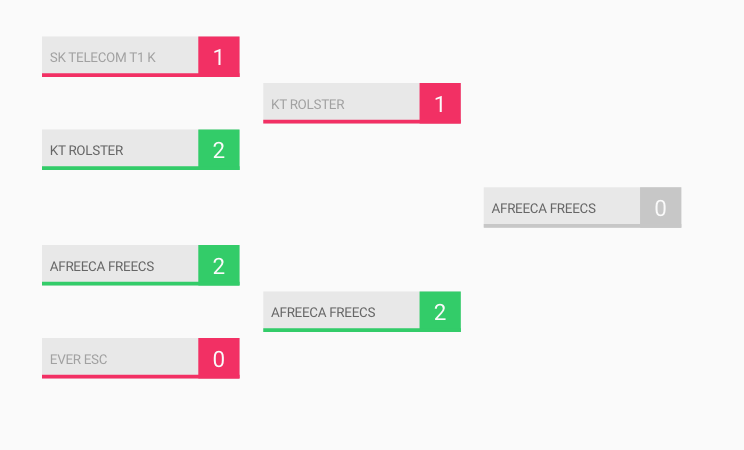 SK TELECOM T1 K 1
KT ROLSTER 1
KT ROLSTER 2
AFREECA FREECS 0
AFREECA FREECS 2
AFREECA FREECS 2
EVER ESC 0